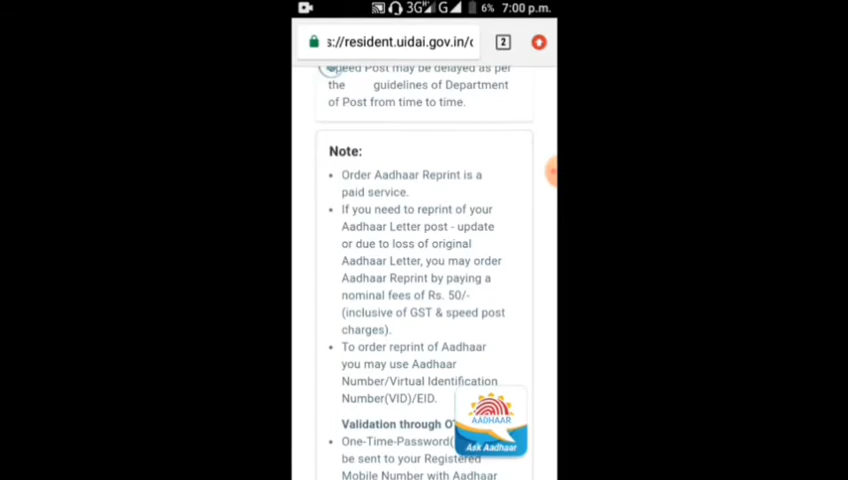 3G H G 6% 7:00 p.m.
s://resident.uidai.gov.in/ 2
Speed Post may be delayed as per
the guidelines of Department
of Post from time to time.
Note:
• Order Aadhaar Reprint is a
paid service.
• If you need to reprint of your
Aadhaar Letter post - update
or due to loss of original
Aadhaar Letter, you may order
Aadhaar Reprint by paying a
nominal fees of Rs. 50/-
(inclusive of GST & speed post
charges).
• To order reprint of Aadhaar
you may use Aadhaar
Number/Virtual Identification
Number(VID)/EID.
AADHAAR
Ask Aadhaar
Validation through
• One-Time-Password(
be sent to your Registered
Mobile Number with Aadhaar